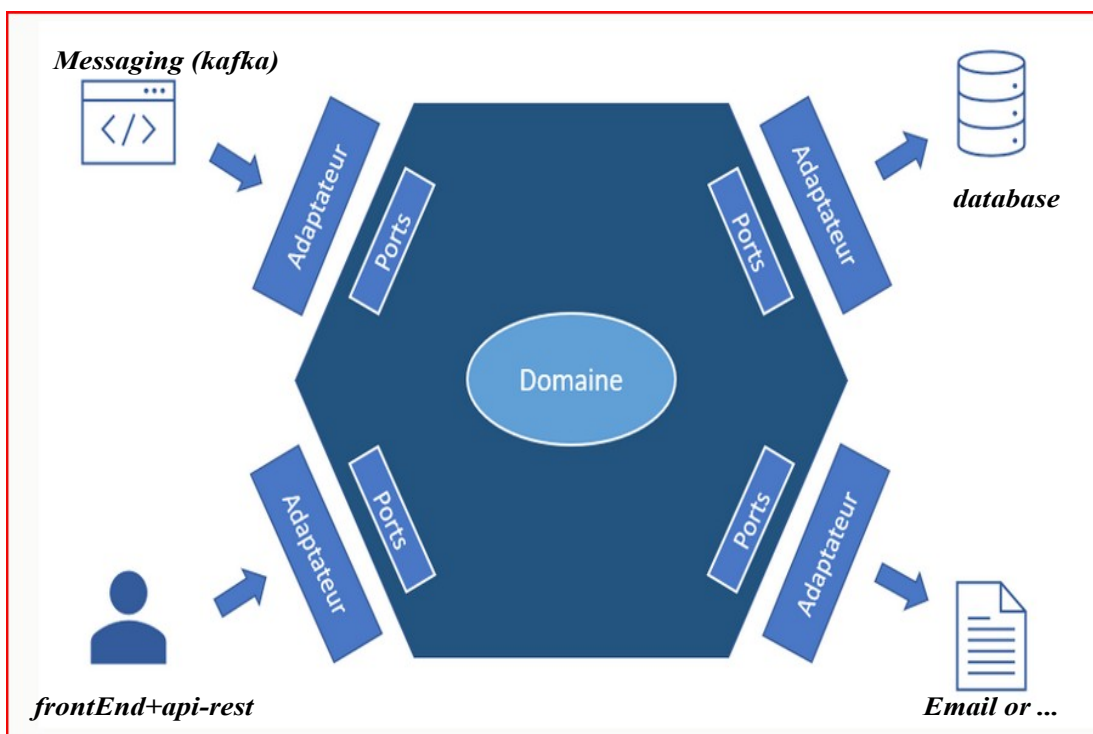 Messaging (kafka)
</>
Adaptateur
Ports
Ports
Adaptateur
database
Domaine
Adaptateur
Ports
Ports
Adaptateur
frontEnd+api-rest
Email or ...